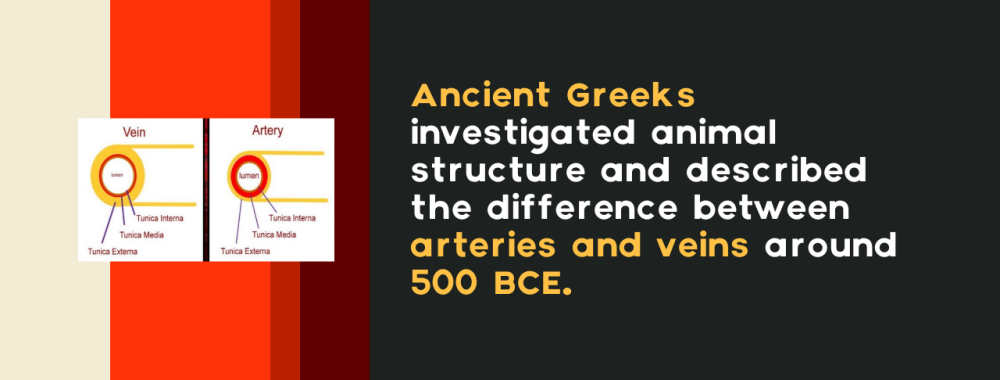 Vein
lumen
Tunica Interna
Tunica Media
Tunica Externa
Artery
lumen
Tunica Interna
Tunica Media
Tunica Externa
Ancient Greeks
investigated animal
structure and described
the difference between
arteries and veins around
500 BCE.